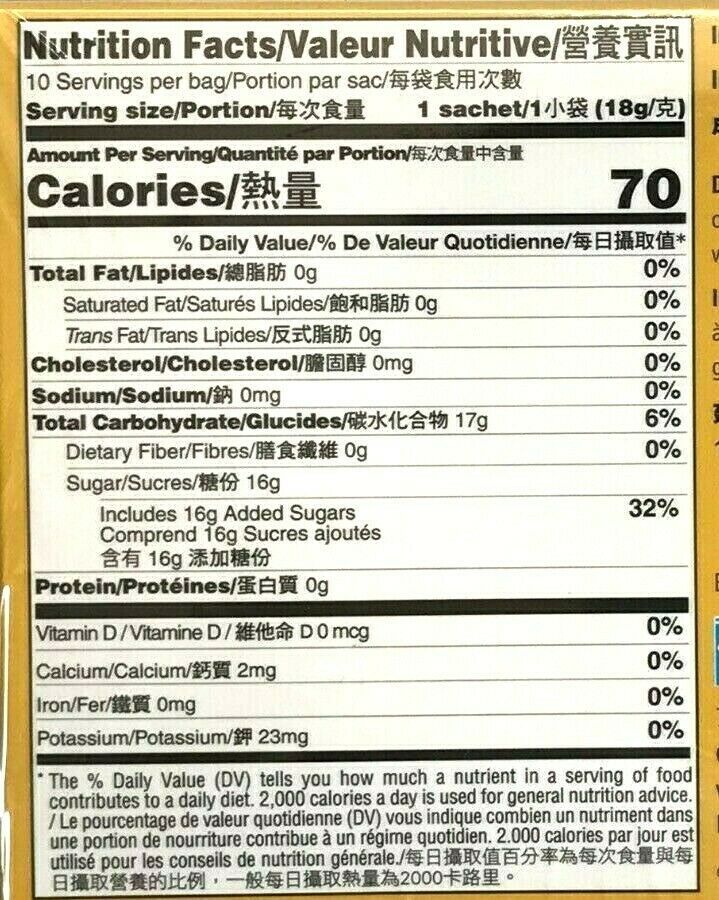 Nutrition Facts/Valeur Nutritive/營養實訊
10 Servings per bag/Portion par sac/每袋食用次數
Serving size/Portion/每次食量 1 sachet/1小袋 (18g/克)
Amount Per Serving/Quantité par Portion/每次食量中含量
Calories/熱量 70
% Daily Value/% De Valeur Quotidienne/每日攝取值*
Total Fat/Lipides/總脂肪 0g 0%
Saturated Fat/Saturés Lipides/飽和脂肪 0g 0%
Trans Fat/Trans Lipides/反式脂肪 0g 0%
Cholesterol/Cholesterol/膽固醇 0mg 0%
Sodium/Sodium/鈉 0mg 0%
Total Carbohydrate/Glucides/碳水化合物 17g 6%
Dietary Fiber/Fibres/膳食纖維 0g 0%
Sugar/Sucres/糖份 16g
Includes 16g Added Sugars 32%
Comprend 16g Sucres ajoutés
含有 16g 添加糖份
Protein/Protéines/蛋白質 0g
Vitamin D / Vitamine D / 維他命 D 0 mcg 0%
Calcium/Calcium/鈣質 2mg 0%
Iron/Fer/鐵質 0mg 0%
Potassium/Potassium/鉀 23mg 0%
* The % Daily Value (DV) tells you how much a nutrient in a serving of food
contributes to a daily diet. 2,000 calories a day is used for general nutrition advice.
/ Le pourcentage de valeur quotidienne (DV) vous indique combien un nutriment dans
une portion de nourriture contribue à un régime quotidien. 2.000 calories par jour est
utilisé pour les conseils de nutrition générale./每日攝取值百分率為每次食量與每
日攝取營養的比例，一般每日攝取熱量為2000卡路里。